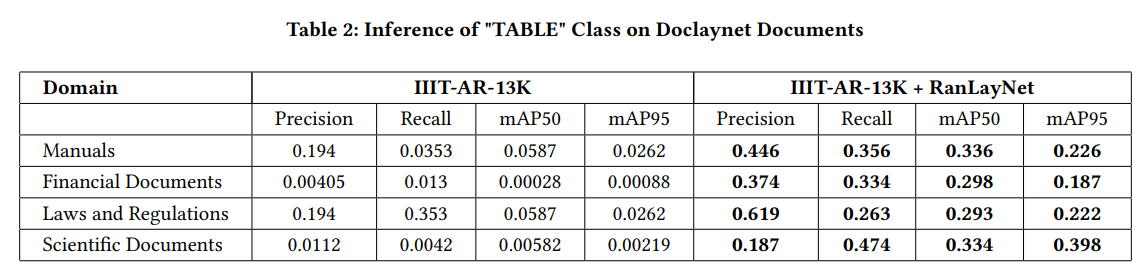 Table 2: Inference of "TABLE" Class on Doclaynet Documents
Domain IIIT-AR-13K IIIT-AR-13K + RanLayNet
Precision Recall mAP50 mAP95 Precision Recall mAP50 mAP95
Manuals 0.194 0.0353 0.0587 0.0262 0.446 0.356 0.336 0.226
Financial Documents 0.00405 0.013 0.00028 0.00088 0.374 0.334 0.298 0.187
Laws and Regulations 0.194 0.353 0.0587 0.0262 0.619 0.263 0.293 0.222
Scientific Documents 0.0112 0.0042 0.00582 0.00219 0.187 0.474 0.334 0.398